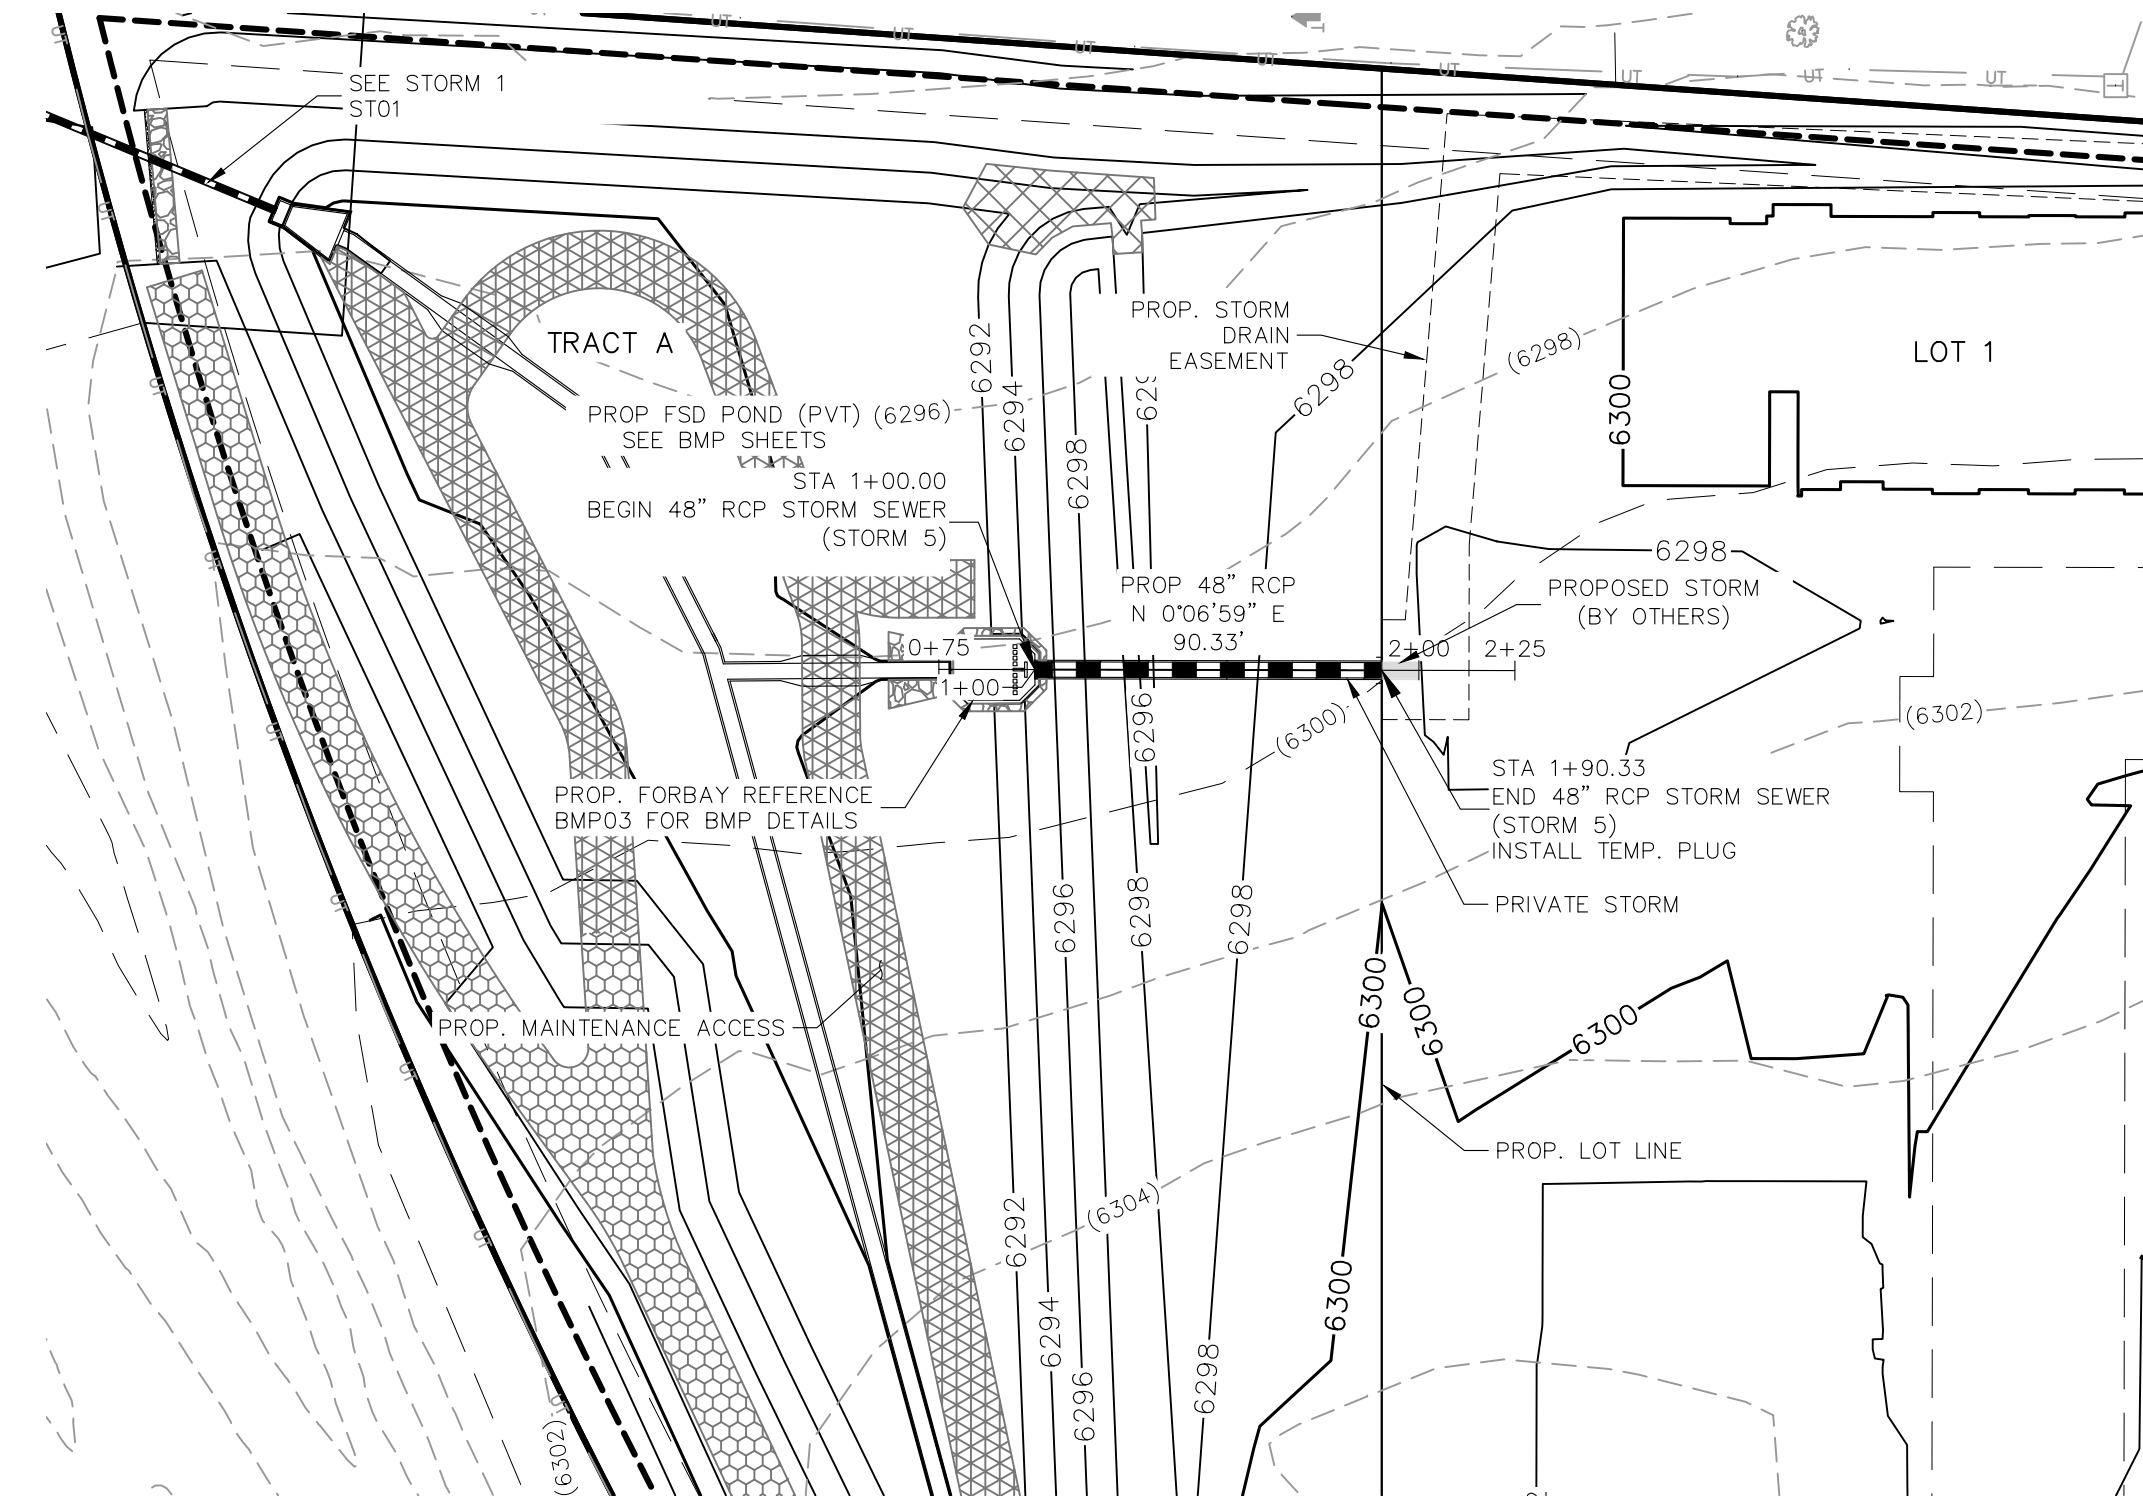 UT
UT
UT
UT
UT
UT
UT
UT
SEE STORM 1
ST01
PROP. STORM
DRAIN
EASEMENT
TRACT A
LOT 1
(6298)
6298
6300
6292
6294
6298
PROP FSD POND (PVT)
SEE BMP SHEETS
(6296)
STA 1+00.00
BEGIN 48" RCP STORM SEWER
(STORM 5)
6298
PROP 48" RCP
N 0°06'59" E
90.33'
PROPOSED STORM
(BY OTHERS)
0+75
1+00
2+00
2+25
6296
(6300)
(6302)
PROP. FORBAY REFERENCE
BMP03 FOR BMP DETAILS
STA 1+90.33
END 48" RCP STORM SEWER
(STORM 5)
INSTALL TEMP. PLUG
PRIVATE STORM
6296
6298
6298
6300
6300
6300
PROP. MAINTENANCE ACCESS
PROP. LOT LINE
(6304)
6292
6300
6294
6298
6296
(6302)